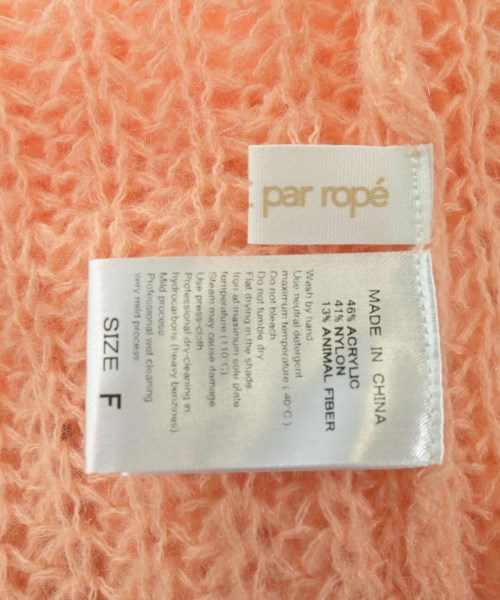 par ropé
MADE IN CHINA
46% ACRYLIC
41% NYLON
13% ANIMAL FIBER
Wash by hand
Use neutral detergent
maximum temperature ( 40°C )
Do not bleach
Do not tumble dry
Flat drying in the shade
Iron at maximum sole plate
temperature (110°C)
Steam may cause damage
Use press-cloth
Professional dry-cleaning in
hydrocarbons (heavy benzines)
Mild process
Professional wet cleaning
very mild process.
SIZE F